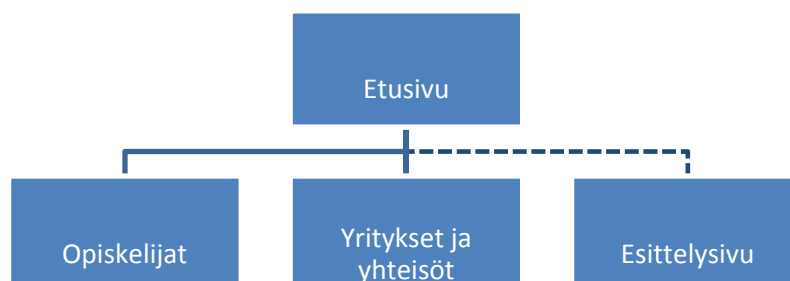 Etusivu
Opiskelijat
Yritykset ja
yhteisöt
Esittelysivu